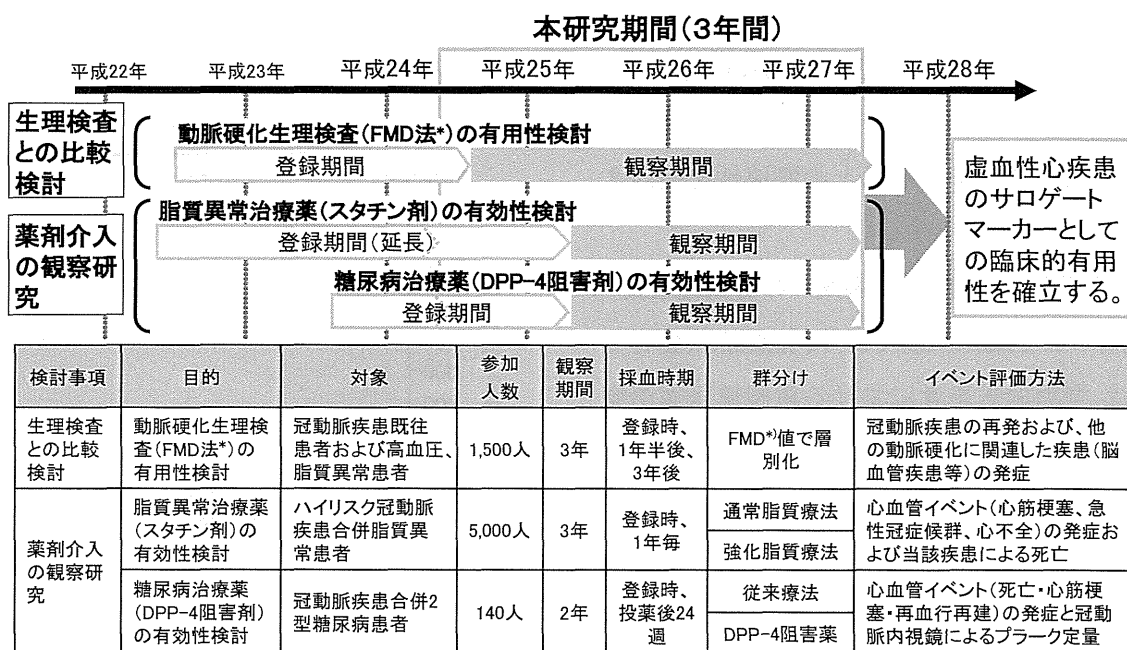 本研究期間(3年間)
平成22年
平成23年
平成24年
平成25年
平成26年
平成27年
平成28年
生理検査
との比較
検討
動脈硬化生理検査(FMD法*)の有用性検討
登録期間
観察期間
薬剤介入
の観察研
究
脂質異常治療薬(スタチン剤)の有効性検討
登録期間(延長)
観察期間
糖尿病治療薬(DPP-4阻害剤)の有効性検討
登録期間
観察期間
虚血性心疾患
のサロゲート
マーカーとして
の臨床的有用
性を確立する。
検討事項
目的
対象
参加
人数
観察
期間
採血時期
群分け
イベント評価方法
生理検査
との比較
検討
動脈硬化生理検
査(FMD法*)の
有用性検討
冠動脈疾患既往
患者および高血圧、
脂質異常患者
1,500人
3年
登録時、
1年半後、
3年後
FMD*)値で層
別化
冠動脈疾患の再発および、他
の動脈硬化に関連した疾患(脳
血管疾患等)の発症
薬剤介入
の観察研
究
脂質異常治療薬
(スタチン剤)の
有効性検討
ハイリスク冠動脈
疾患合併脂質異
常患者
5,000人
3年
登録時、
1年毎
通常脂質療法
強化脂質療法
心血管イベント(心筋梗塞、急
性冠症候群、心不全)の発症お
よび当該疾患による死亡
糖尿病治療薬
(DPP-4阻害剤)
の有効性検討
冠動脈疾患合併2
型糖尿病患者
140人
2年
登録時、
投薬後24
週
従来療法
DPP-4阻害薬
心血管イベント(死亡・心筋梗
塞・再血行再建)の発症と冠動
脈内視鏡によるプラーク定量